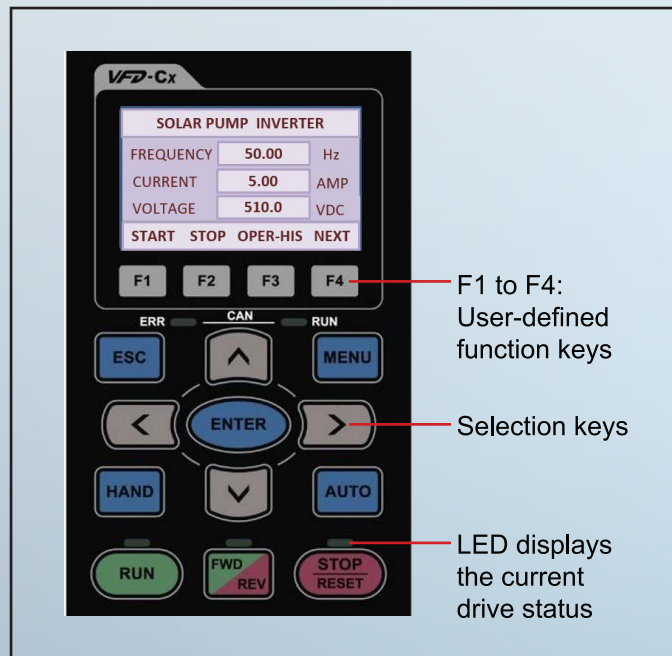 VFD-Cx
SOLAR PUMP INVERTER
FREQUENCY 50.00 Hz
CURRENT 5.00 AMP
VOLTAGE 510.0 VDC
START STOP OPER-HIS NEXT
F1 F2 F3 F4
ERR CAN RUN
ESC MENU
ENTER
HAND AUTO
RUN
FWD
REV
STOP
RESET
F1 to F4:
User-defined
function keys
Selection keys
LED displays
the current
drive status